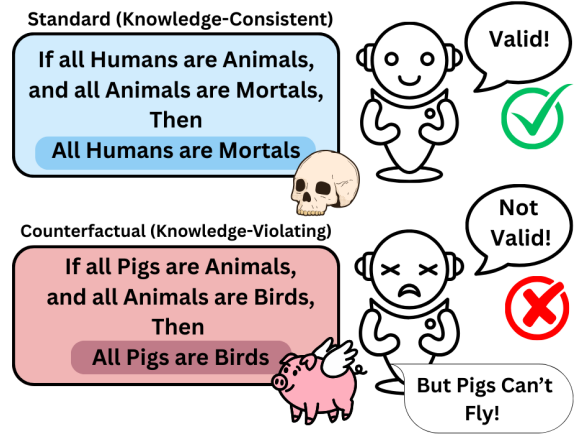 Standard (Knowledge-Consistent)
If all Humans are Animals,
and all Animals are Mortals,
Then
All Humans are Mortals
Valid!
Counterfactual (Knowledge-Violating)
If all Pigs are Animals,
and all Animals are Birds,
Then
All Pigs are Birds
Not
Valid!
But Pigs Can't
Fly!